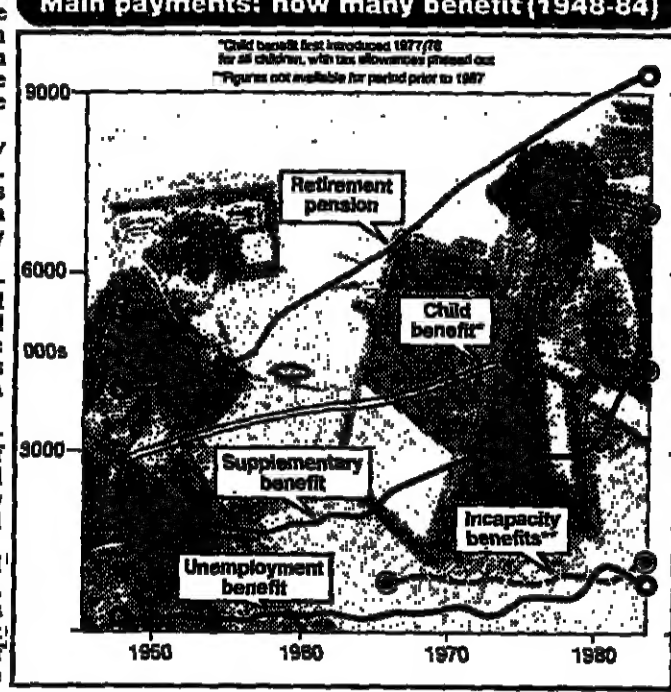 Main payments: how many benefit (1948-84)
*Child benefit first introduced 1977/78
for all children, with tax allowances phased out
**Figures not available for period prior to 1967
9000
Retirement
pension
6000
Child
benefit*
000s
3000
Supplementary
benefit
Incapacity
benefits**
Unemployment
benefit
1950
1960
1970
1980